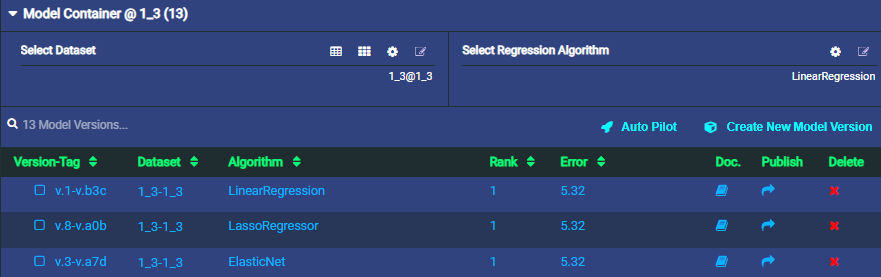 Model Container @ 1_3 (13)
Select Dataset
1_3@1_3
Select Regression Algorithm
LinearRegression
13 Model Versions...
Auto Pilot Create New Model Version
Version-Tag Dataset Algorithm Rank Error Doc. Publish Delete
v.1-v.b3c 1_3-1_3 LinearRegression 1 5.32
v.8-v.a0b 1_3-1_3 LassoRegressor 1 5.32
v.3-v.a7d 1_3-1_3 ElasticNet 1 5.32